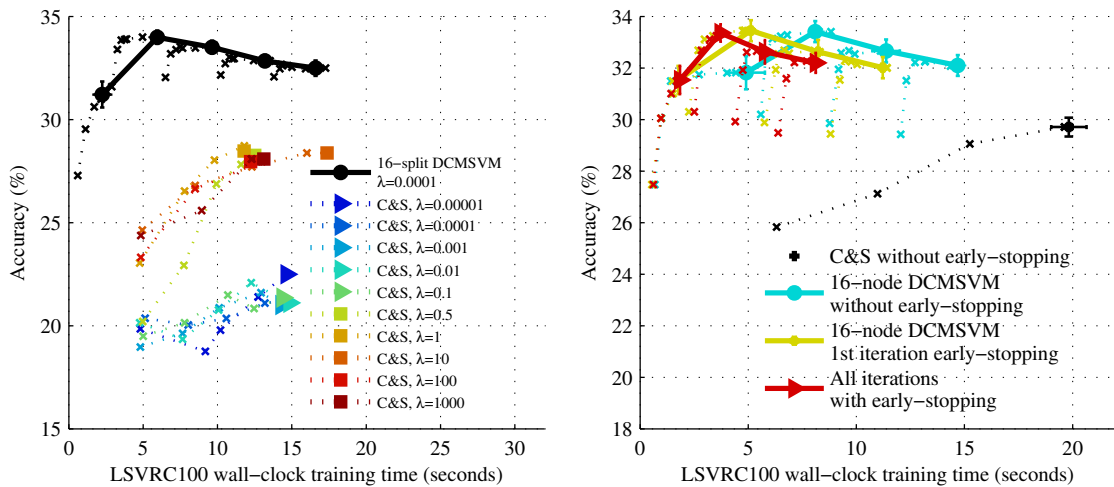 35
30
25
20
15
0
5
10
15
20
25
30
Accuracy (%)
LSVRC100 wall-clock training time (seconds)
16-split DCMSVM
λ=0.0001
C&S, λ=0.00001
C&S, λ=0.0001
C&S, λ=0.001
C&S, λ=0.01
C&S, λ=0.1
C&S, λ=0.5
C&S, λ=1
C&S, λ=10
C&S, λ=100
C&S, λ=1000
34
32
30
28
26
24
22
20
18
0
5
10
15
20
Accuracy (%)
LSVRC100 wall-clock training time (seconds)
C&S without early-stopping
16-node DCMSVM
without early-stopping
16-node DCMSVM
1st iteration early-stopping
All iterations
with early-stopping